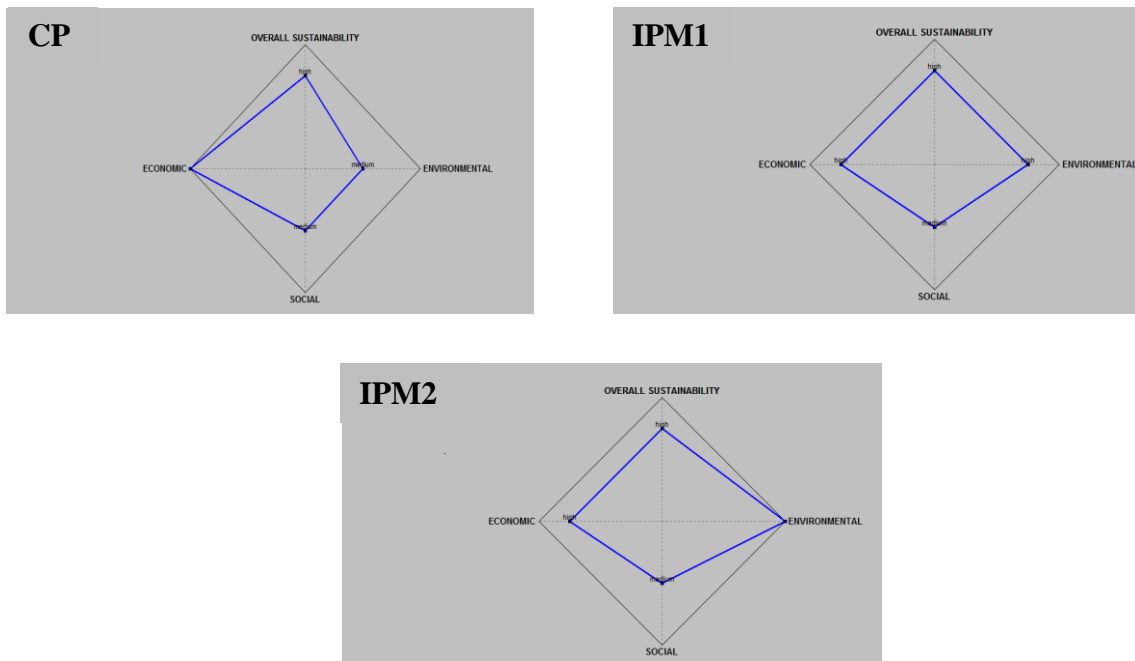 CP
OVERALL SUSTAINABILITY
high
ECONOMIC
medium
ENVIRONMENTAL
medium
SOCIAL
IPM1
OVERALL SUSTAINABILITY
high
ECONOMIC
high
high
ENVIRONMENTAL
medium
SOCIAL
IPM2
OVERALL SUSTAINABILITY
high
ECONOMIC
high
ENVIRONMENTAL
medium
SOCIAL